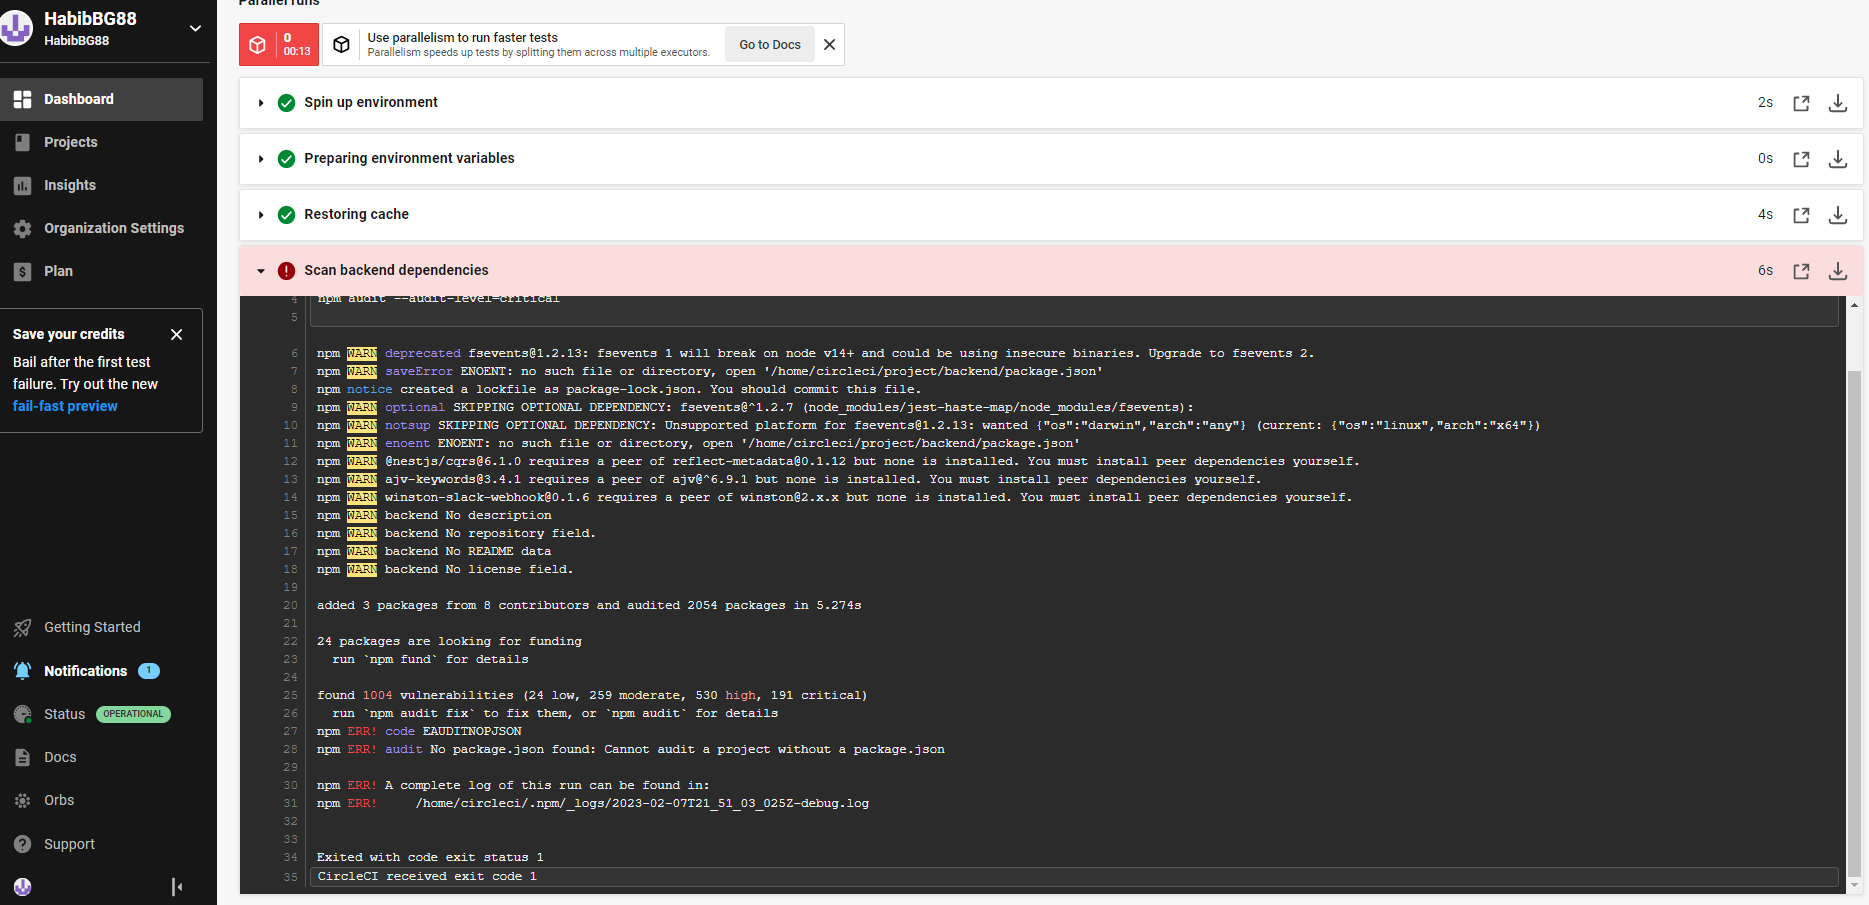 HabibBG88
HabibBG88
Dashboard
Projects
Insights
Organization Settings
Plan
Save your credits
Bail after the first test
failure. Try out the new
fail-fast preview
Getting Started
Notifications 1
Status OPERATIONAL
Docs
Orbs
Support
Parallel runs
0
00:13
Use parallelism to run faster tests
Parallelism speeds up tests by splitting them across multiple executors.
Go to Docs
Spin up environment 2s
Preparing environment variables 0s
Restoring cache 4s
Scan backend dependencies 6s
4 npm audit --audit-level=critical
5
6 npm WARN deprecated fsevents@1.2.13: fsevents 1 will break on node v14+ and could be using insecure binaries. Upgrade to fsevents 2.
7 npm WARN saveError ENOENT: no such file or directory, open '/home/circleci/project/backend/package.json'
8 npm notice created a lockfile as package-lock.json. You should commit this file.
9 npm WARN optional SKIPPING OPTIONAL DEPENDENCY: fsevents@^1.2.7 (node_modules/jest-haste-map/node_modules/fsevents):
10 npm WARN notsup SKIPPING OPTIONAL DEPENDENCY: Unsupported platform for fsevents@1.2.13: wanted {"os":"darwin","arch":"any"} (current: {"os":"linux","arch":"x64"})
11 npm WARN enoent ENOENT: no such file or directory, open '/home/circleci/project/backend/package.json'
12 npm WARN @nestjs/cqrs@6.1.0 requires a peer of reflect-metadata@0.1.12 but none is installed. You must install peer dependencies yourself.
13 npm WARN ajv-keywords@3.4.1 requires a peer of ajv@^6.9.1 but none is installed. You must install peer dependencies yourself.
14 npm WARN winston-slack-webhook@0.1.6 requires a peer of winston@2.x.x but none is installed. You must install peer dependencies yourself.
15 npm WARN backend No description
16 npm WARN backend No repository field.
17 npm WARN backend No README data
18 npm WARN backend No license field.
19
20 added 3 packages from 8 contributors and audited 2054 packages in 5.274s
21
22 24 packages are looking for funding
23 run `npm fund` for details
24
25 found 1004 vulnerabilities (24 low, 259 moderate, 530 high, 191 critical)
26 run `npm audit fix` to fix them, or `npm audit` for details
27 npm ERR! code EAUDITNOPJSON
28 npm ERR! audit No package.json found: Cannot audit a project without a package.json
29
30 npm ERR! A complete log of this run can be found in:
31 npm ERR! /home/circleci/.npm/_logs/2023-02-07T21_51_03_025Z-debug.log
32
33
34 Exited with code exit status 1
35 CircleCI received exit code 1